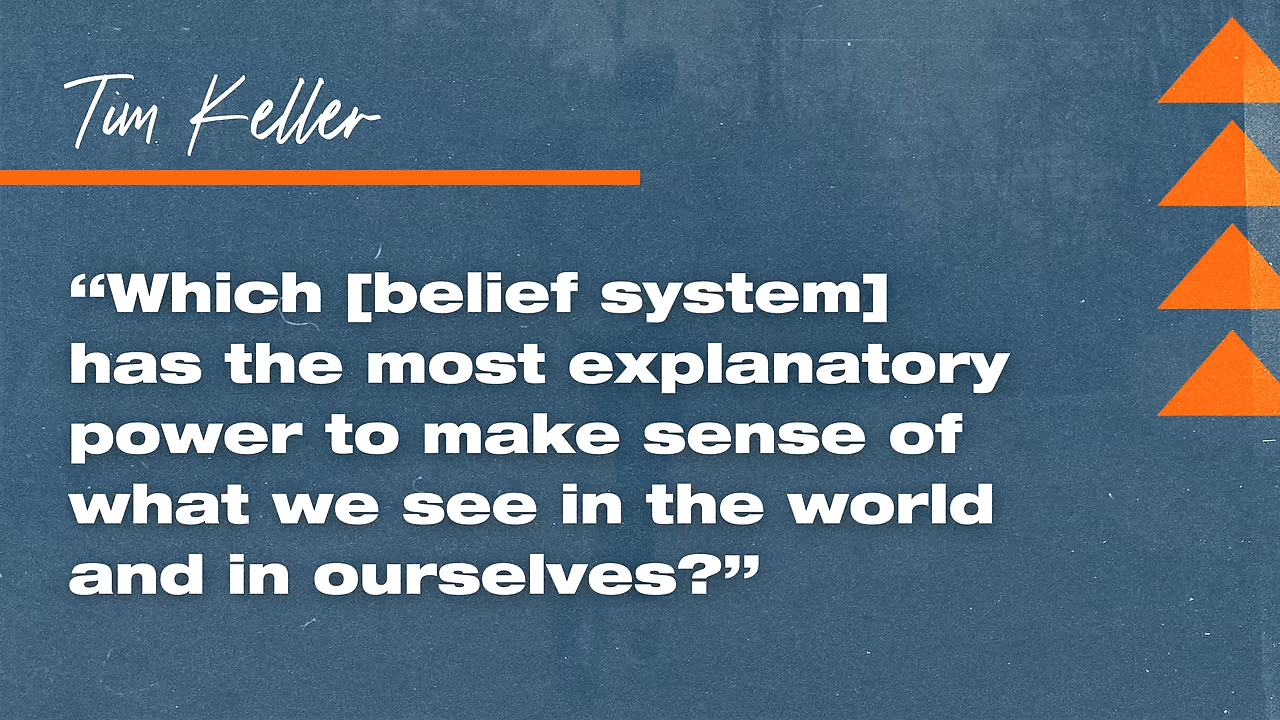 Tim Keller
“Which [belief system]
has the most explanatory
power to make sense of
what we see in the world
and in ourselves?”